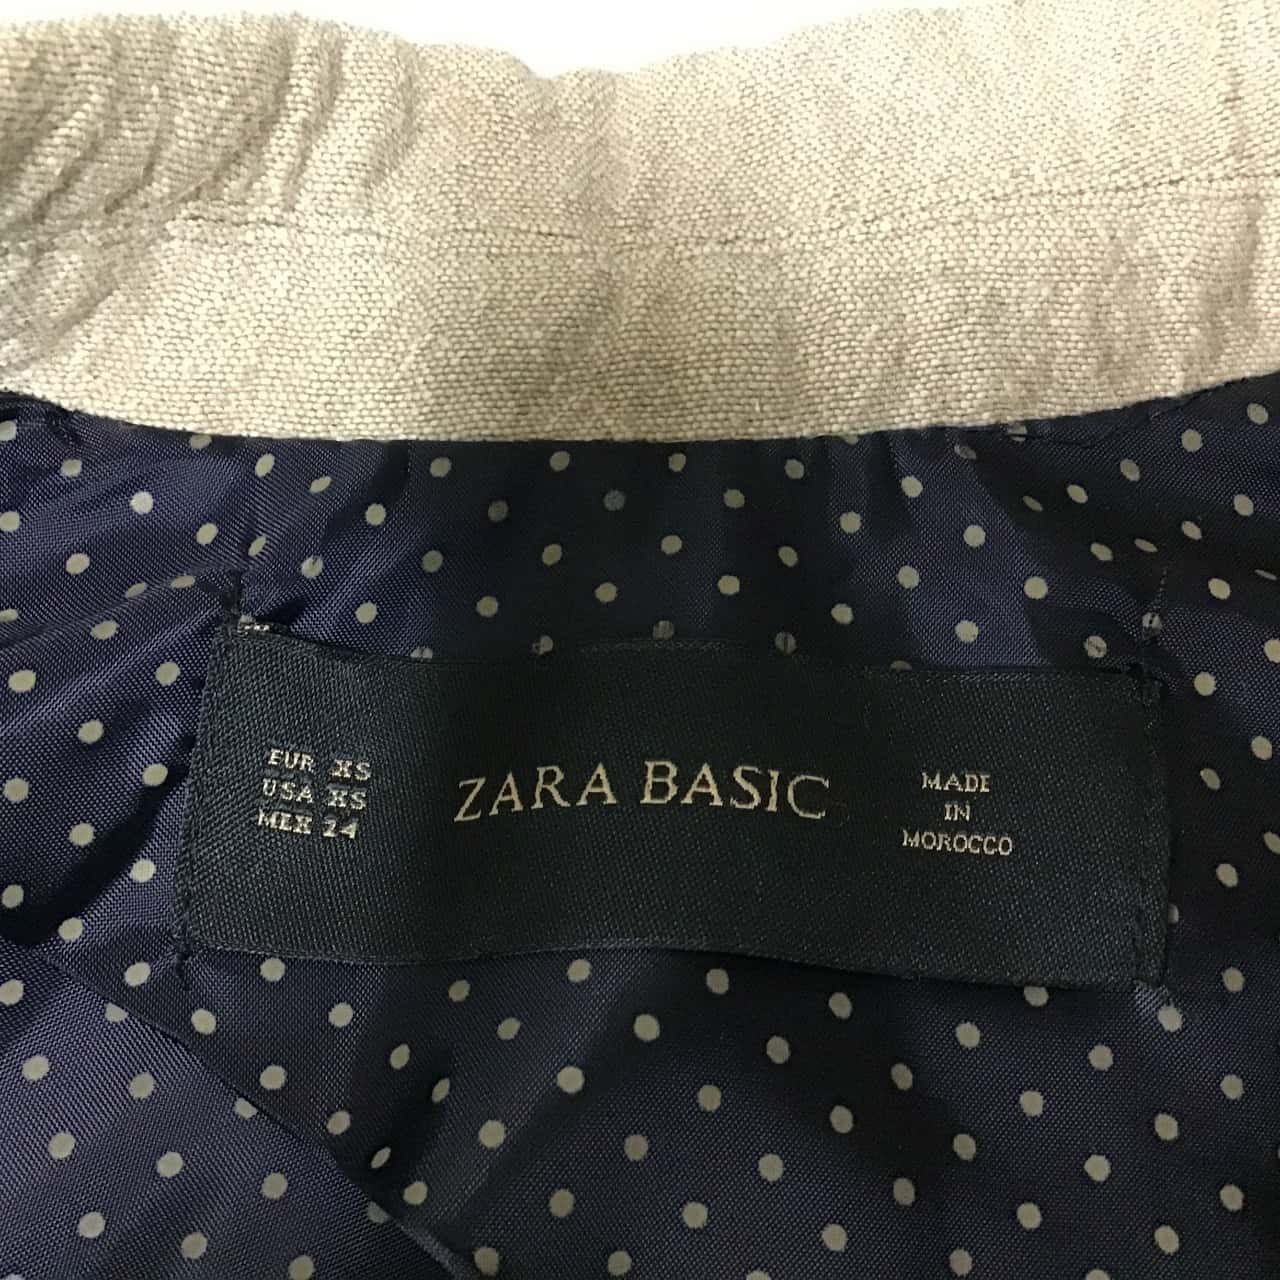 EUR XS
USA XS
MEX 24
ZARA BASIC
MADE
IN
MOROCCO